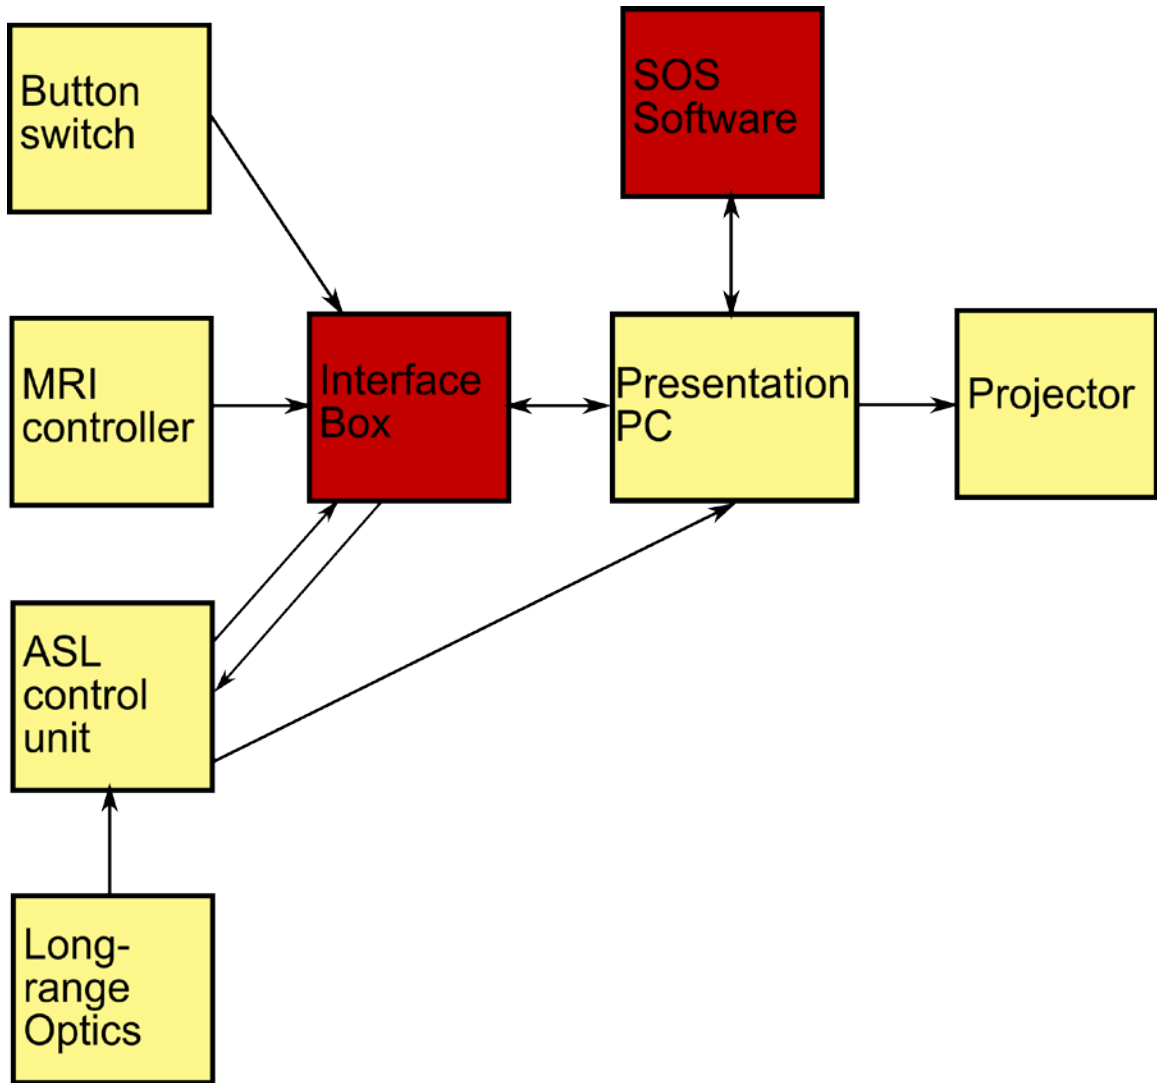 Button
switch
SOS
Software
MRI
controller
Interface
Box
Presentation
PC
Projector
ASL
control
unit
Long-
range
Optics